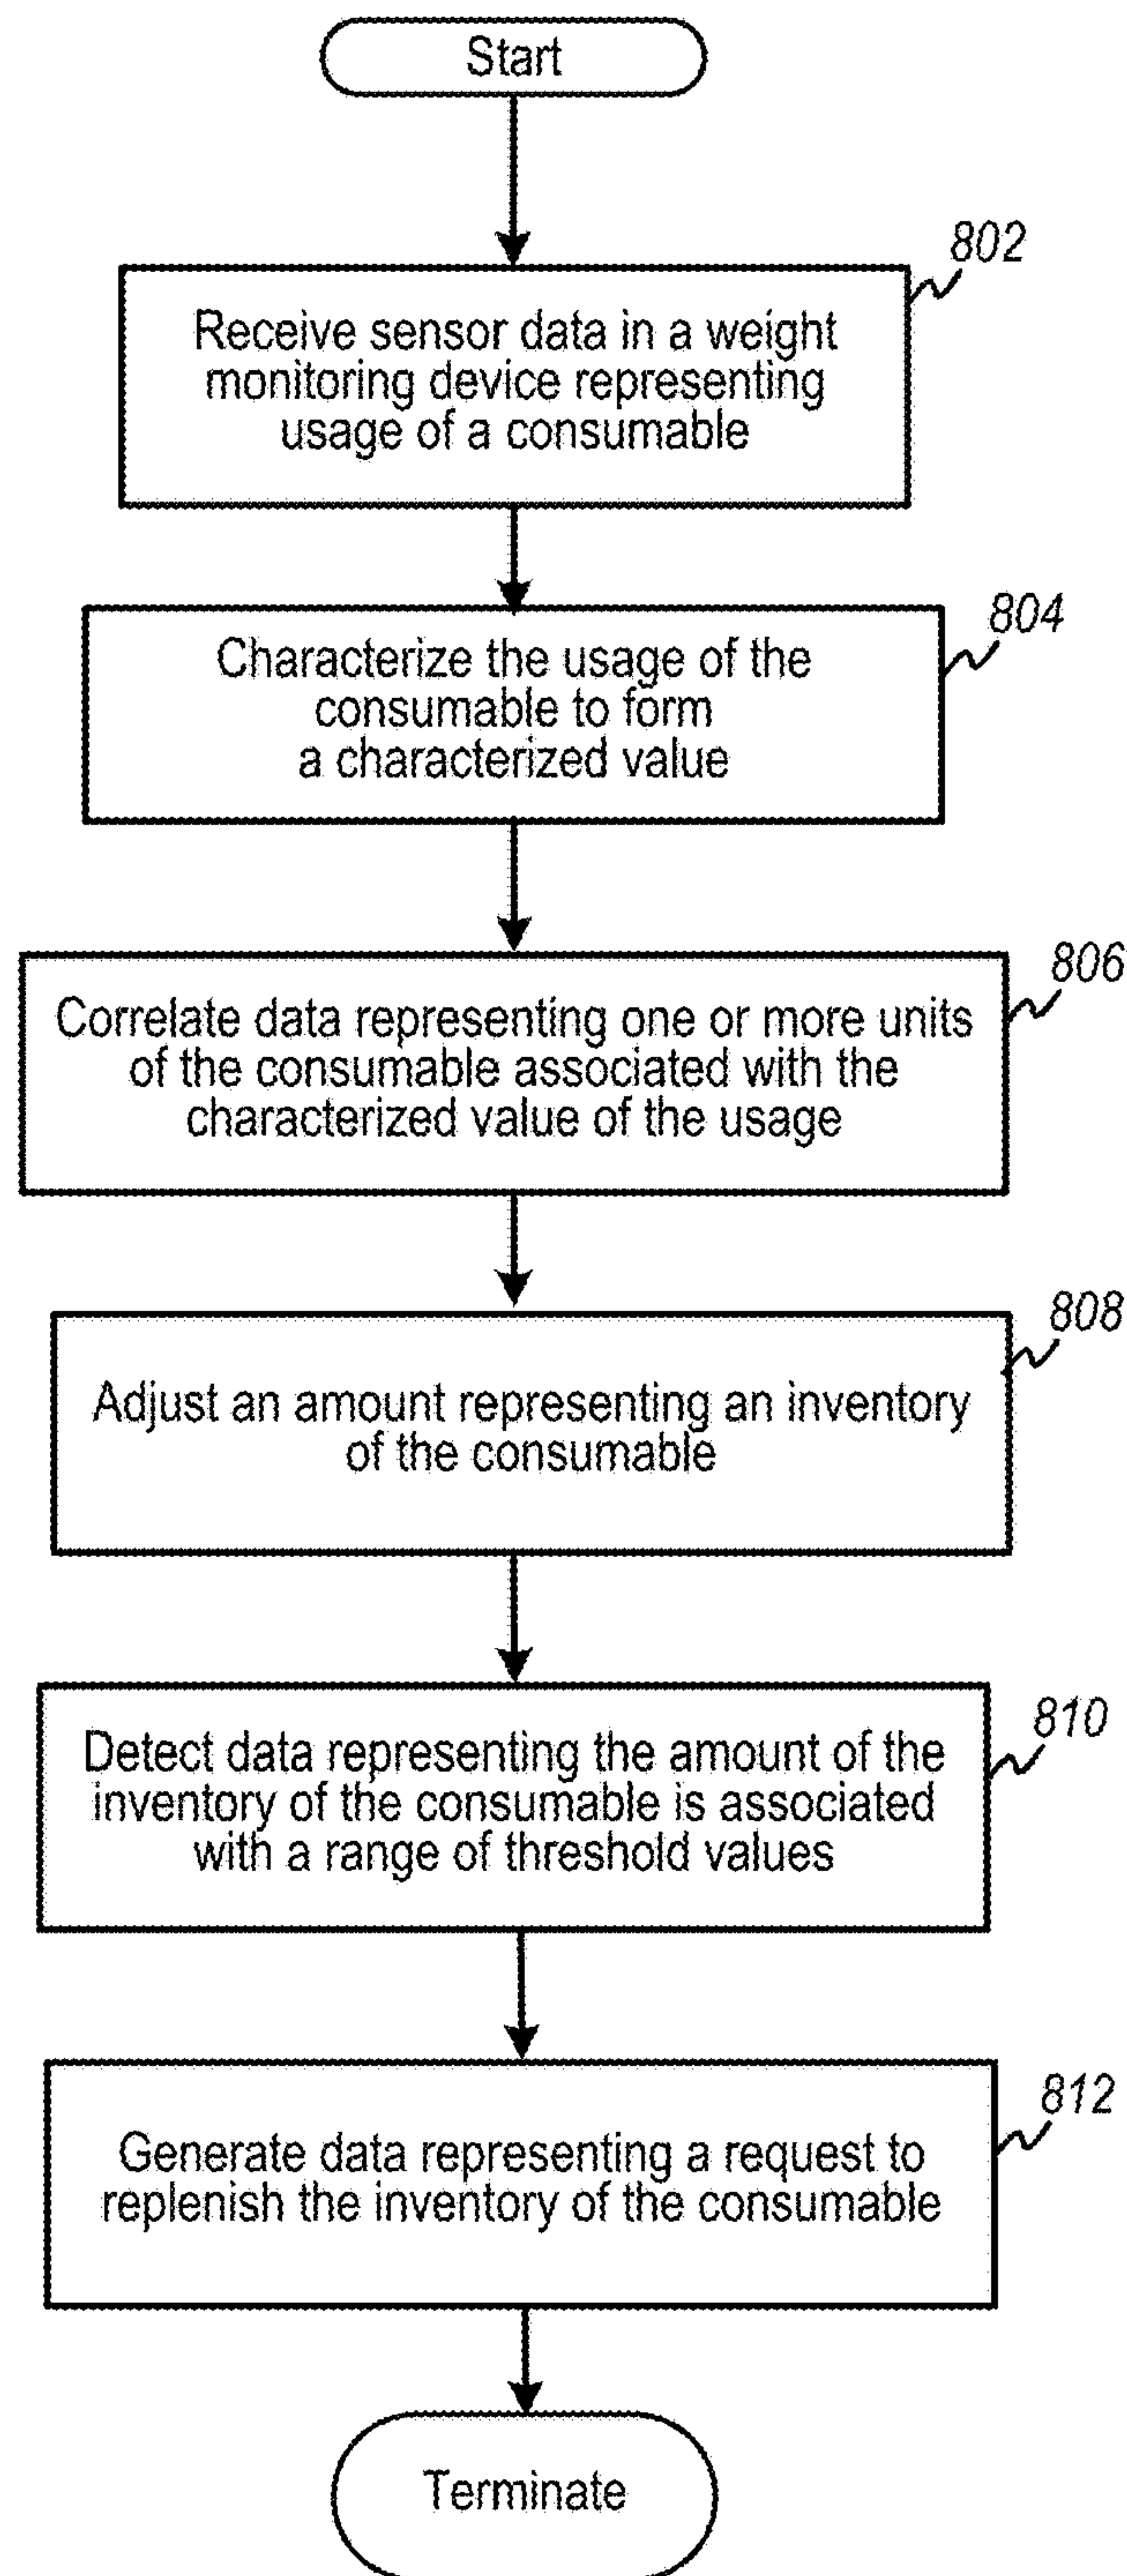 Start
802
Receive sensor data in a weight
monitoring device representing
usage of a consumable
804
Characterize the usage of the
consumable to form
a characterized value
806
Correlate data representing one or more units
of the consumable associated with the
characterized value of the usage
808
Adjust an amount representing an inventory
of the consumable
810
Detect data representing the amount of the
inventory of the consumable is associated
with a range of threshold values
812
Generate data representing a request to
replenish the inventory of the consumable
Terminate